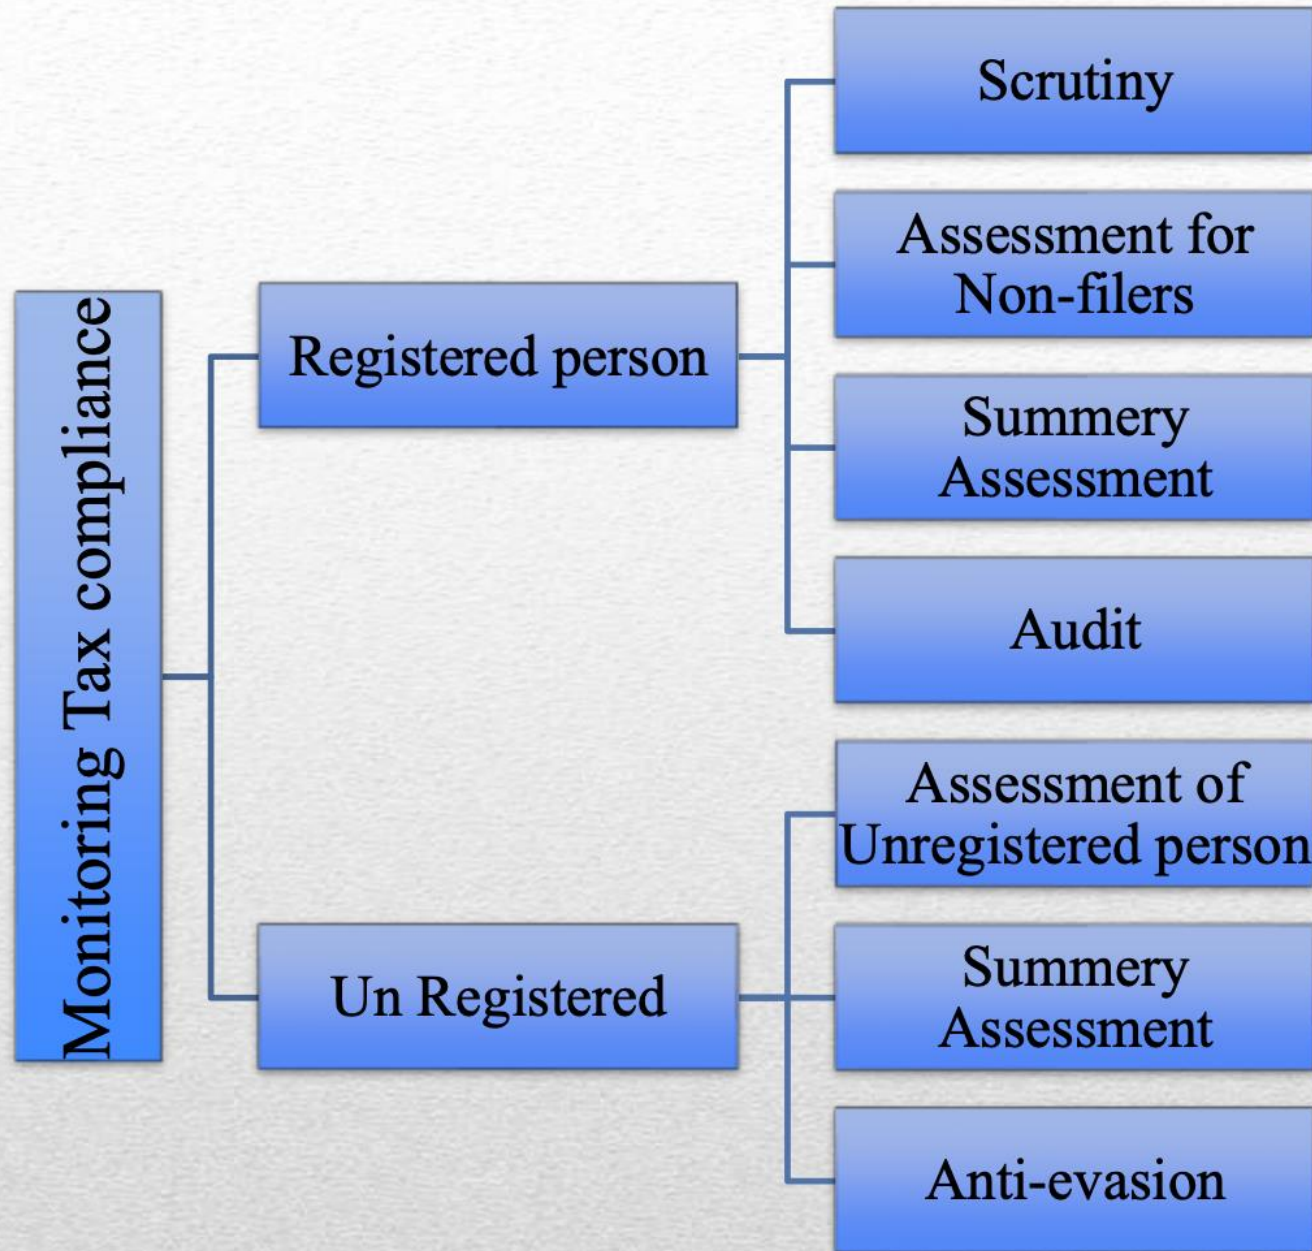 Monitoring Tax compliance
Registered person
Scrutiny
Assessment for
Non-filers
Summery
Assessment
Audit
Un Registered
Assessment of
Unregistered person
Summery
Assessment
Anti-evasion